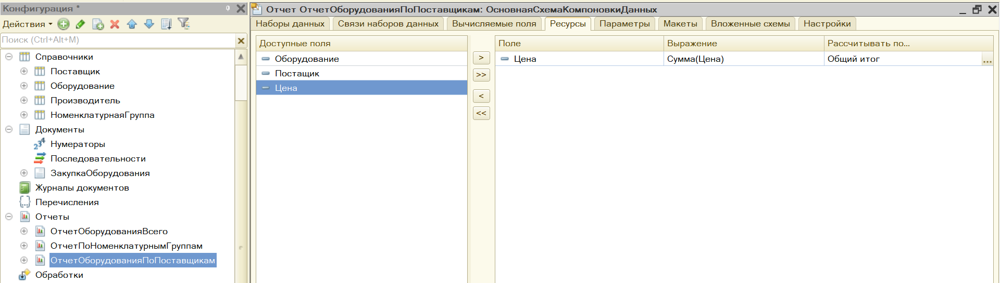 Конфигурация *
Действия
Поиск (Ctrl+Alt+M)
Справочники
Поставщик
Оборудование
Производитель
НоменклатурнаяГруппа
Документы
Нумераторы
Последовательности
ЗакупкаОборудования
Журналы документов
Перечисления
Отчеты
ОтчетОборудованияВсего
ОтчетПоНоменклатурнымГруппам
ОтчетОборудованияПоПоставщикам
Обработки
Отчет ОтчетОборудованияПоПоставщикам: ОсновнаяСхемаКомпоновкиДанных
Наборы данных Связи наборов данных Вычисляемые поля Ресурсы Параметры Макеты Вложенные схемы Настройки
Доступные поля
Оборудование
Постащик
Цена
>
>>
<
<<
Поле Выражение Рассчитывать по...
Цена Сумма(Цена) Общий итог ...